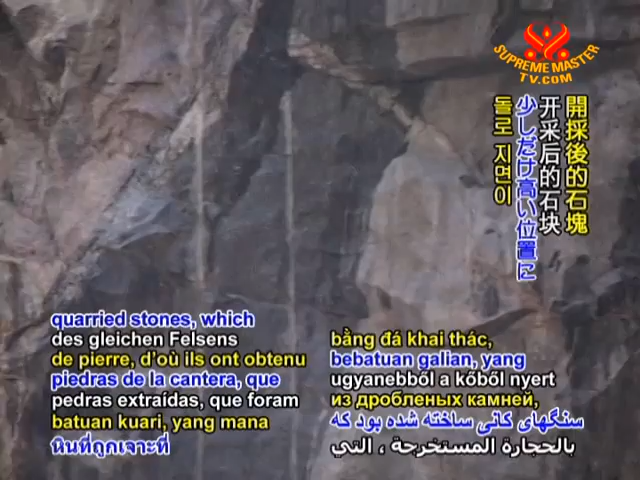 SUPREME MASTER
TV.COM
開採後的石塊
开采后的石块
少しだけ高い位置に
돌로 지면이
quarried stones, which
des gleichen Felsens
de pierre, d'où ils ont obtenu
piedras de la cantera, que
pedras extraídas, que foram
batuan kuari, yang mana
หินที่ถูกเจาะที่
bằng đá khai thác,
bebatuan galian, yang
ugyanebből a kőből nyert
из дробленых камней,
سنگهای کانی ساخته شده بود که
بالحجارة المستخرجة ، التي